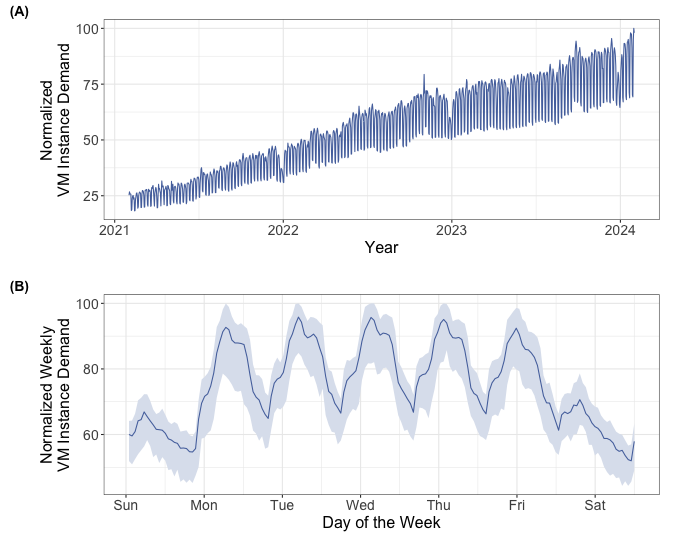 (A)
Normalized
VM Instance Demand
100
75
50
25
2021
2022
2023
2024
Year
(B)
Normalized Weekly
VM Instance Demand
100
80
60
Sun
Mon
Tue
Wed
Thu
Fri
Sat
Day of the Week